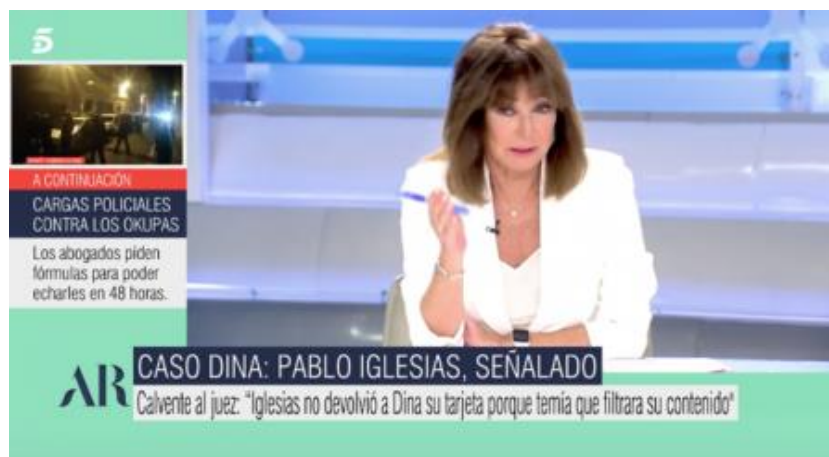 5
A CONTINUACIÓN
CARGAS POLICIALES
CONTRA LOS OKUPAS
Los abogados piden
fórmulas para poder
echarles en 48 horas.
AR
CASO DINA: PABLO IGLESIAS, SEÑALADO
Calvente al juez: "Iglesias no devolvió a Dina su tarjeta porque temía que filtrara su contenido"